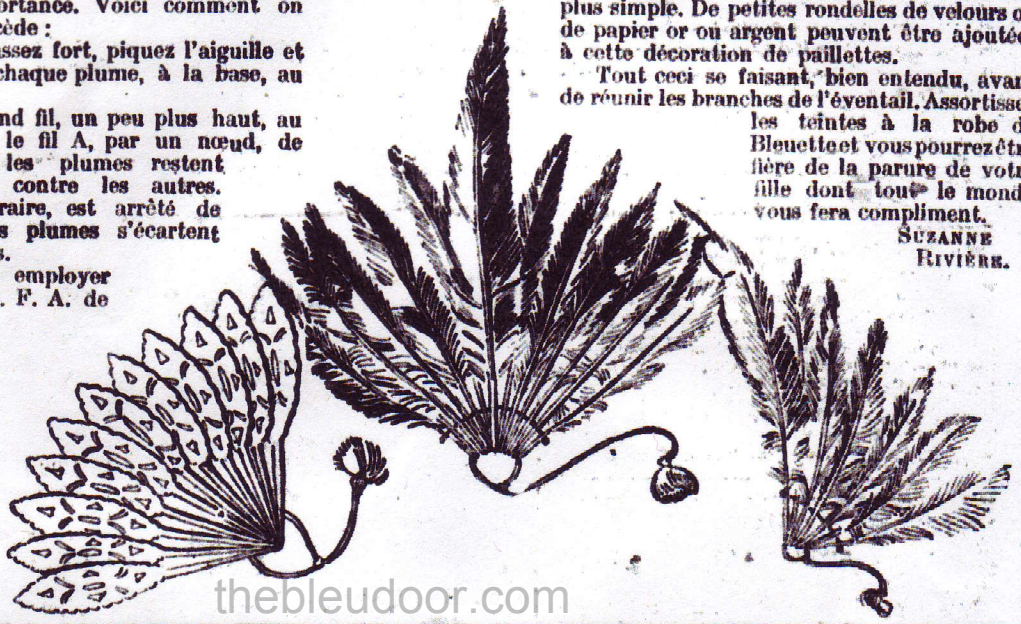 ortance. Voici comment on
cède :
assez fort, piquez l'aiguille et
chaque plume, à la base, au
nd fil, un peu plus haut, au
le fil A, par un nœud, de
les plumes restent
contre les autres.
raire, est arrêté de
s plumes s'écartent
s.
employer
. F. A. de
plus simple. De petites rondelles de velours o
de papier or ou argent peuvent être ajoutée
à cette décoration de paillettes.
Tout ceci se faisant, bien entendu, avan
de réunir les branches de l'éventail. Assortisse
les teintes à la robe d
Bleuette et vous pourrez êtr
fière de la parure de votr
fille dont tout le mond
vous fera compliment.
SUZANNE
RIVIÈRE.
thebleudoor.com